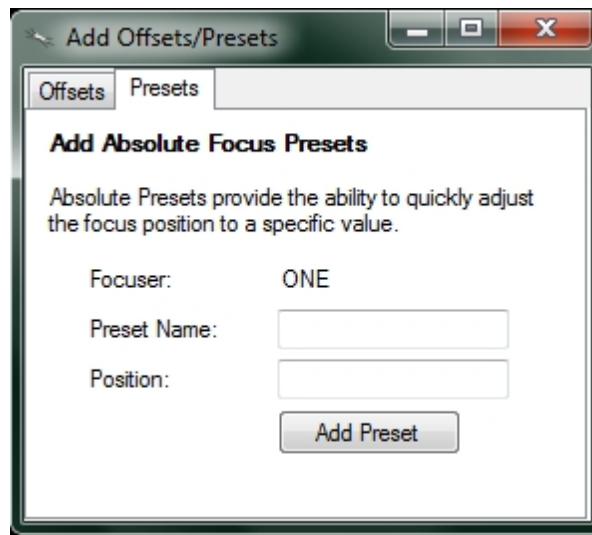 Add Offsets/Presets
Offsets Presets
Add Absolute Focus Presets
Absolute Presets provide the ability to quickly adjust
the focus position to a specific value.
Focuser: ONE
Preset Name:
Position:
Add Preset